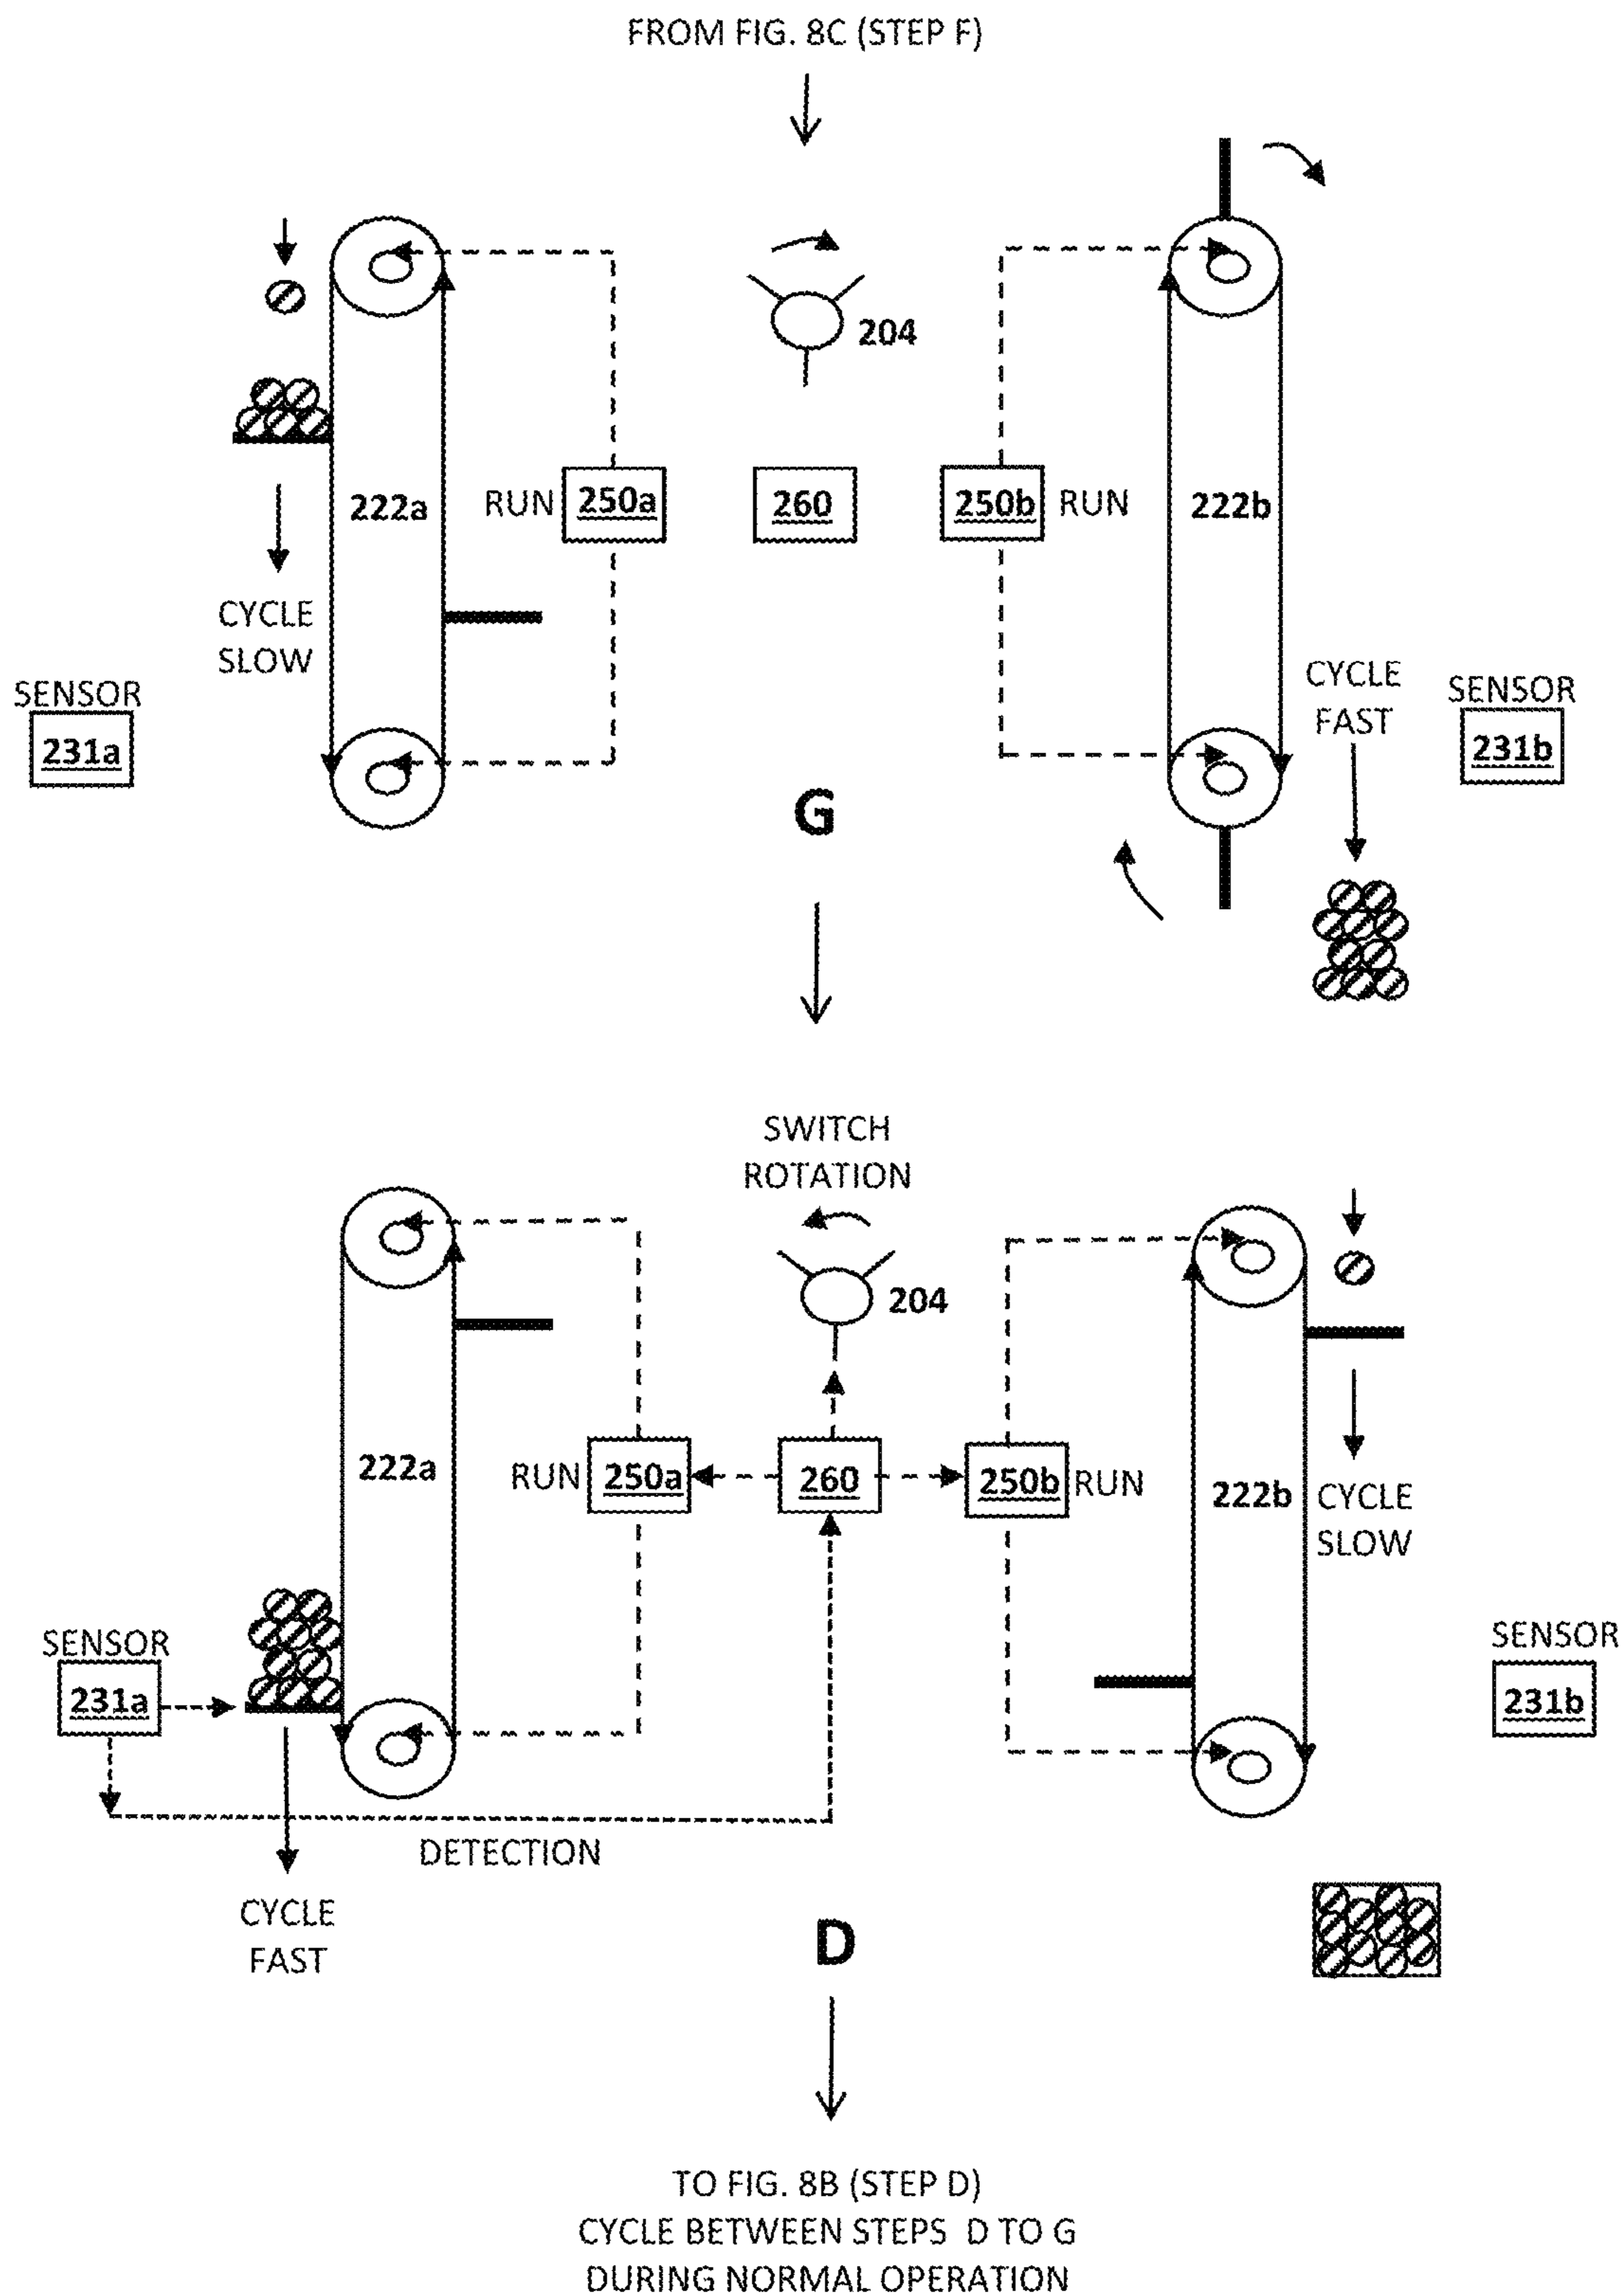 FROM FIG. 8C (STEP F)
204
222a
RUN
250a
260
250b
RUN
222b
CYCLE
SLOW
SENSOR
231a
CYCLE
FAST
SENSOR
231b
G
SWITCH
ROTATION
204
222a
RUN
250a
260
250b
RUN
222b
CYCLE
SLOW
SENSOR
231a
SENSOR
231b
DETECTION
CYCLE
FAST
D
TO FIG. 8B (STEP D)
CYCLE BETWEEN STEPS D TO G
DURING NORMAL OPERATION